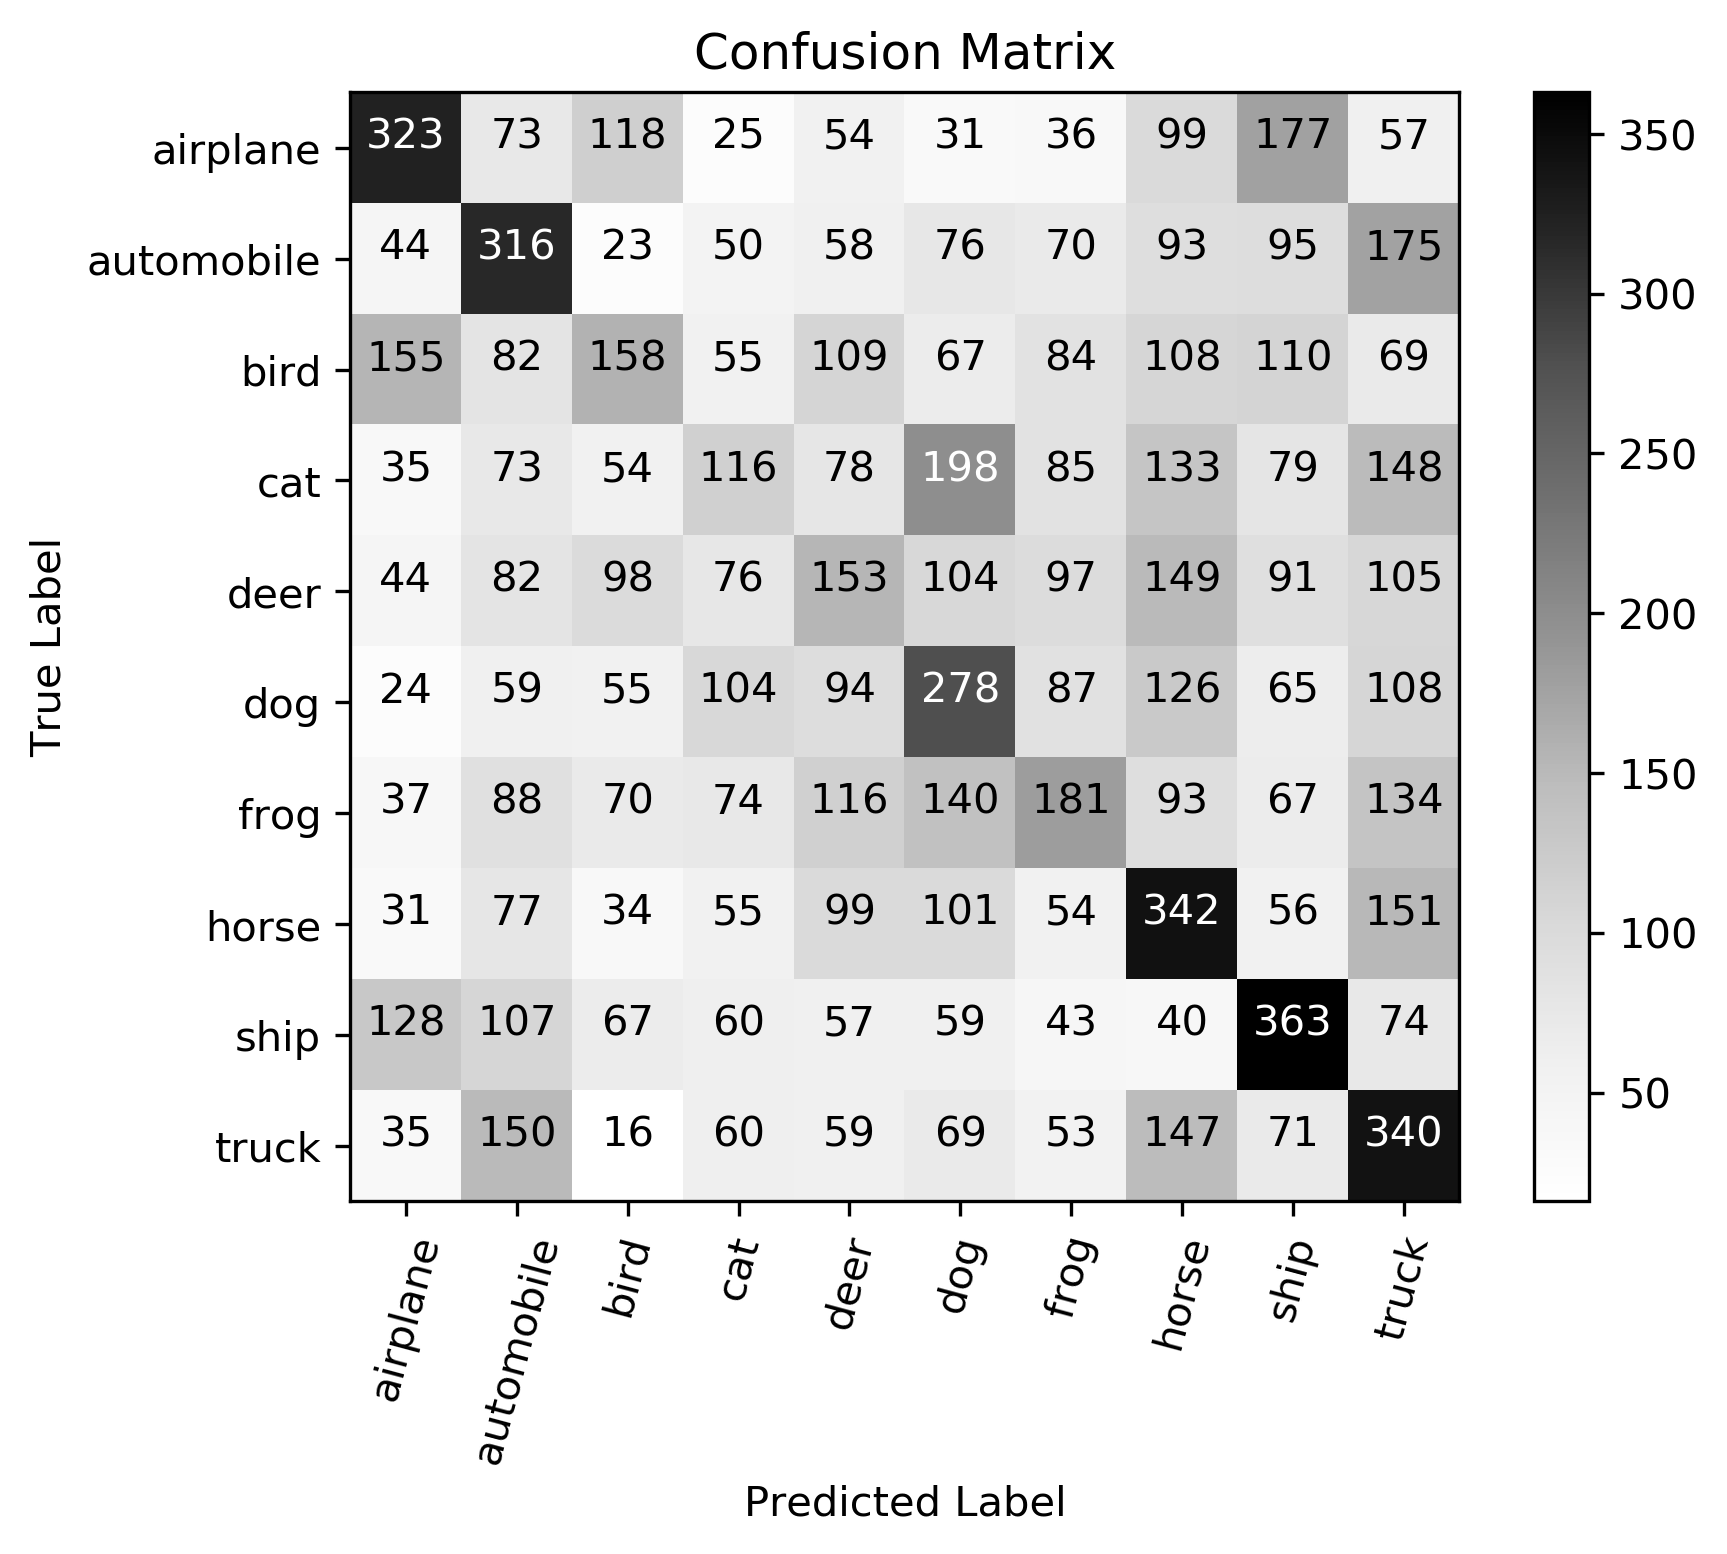 Confusion Matrix
airplane 323 73 118 25 54 31 36 99 177 57
automobile 44 316 23 50 58 76 70 93 95 175
bird 155 82 158 55 109 67 84 108 110 69
cat 35 73 54 116 78 198 85 133 79 148
deer 44 82 98 76 153 104 97 149 91 105
dog 24 59 55 104 94 278 87 126 65 108
frog 37 88 70 74 116 140 181 93 67 134
horse 31 77 34 55 99 101 54 342 56 151
ship 128 107 67 60 57 59 43 40 363 74
truck 35 150 16 60 59 69 53 147 71 340
True Label
airplane automobile bird cat deer dog frog horse ship truck
Predicted Label
350
300
250
200
150
100
50